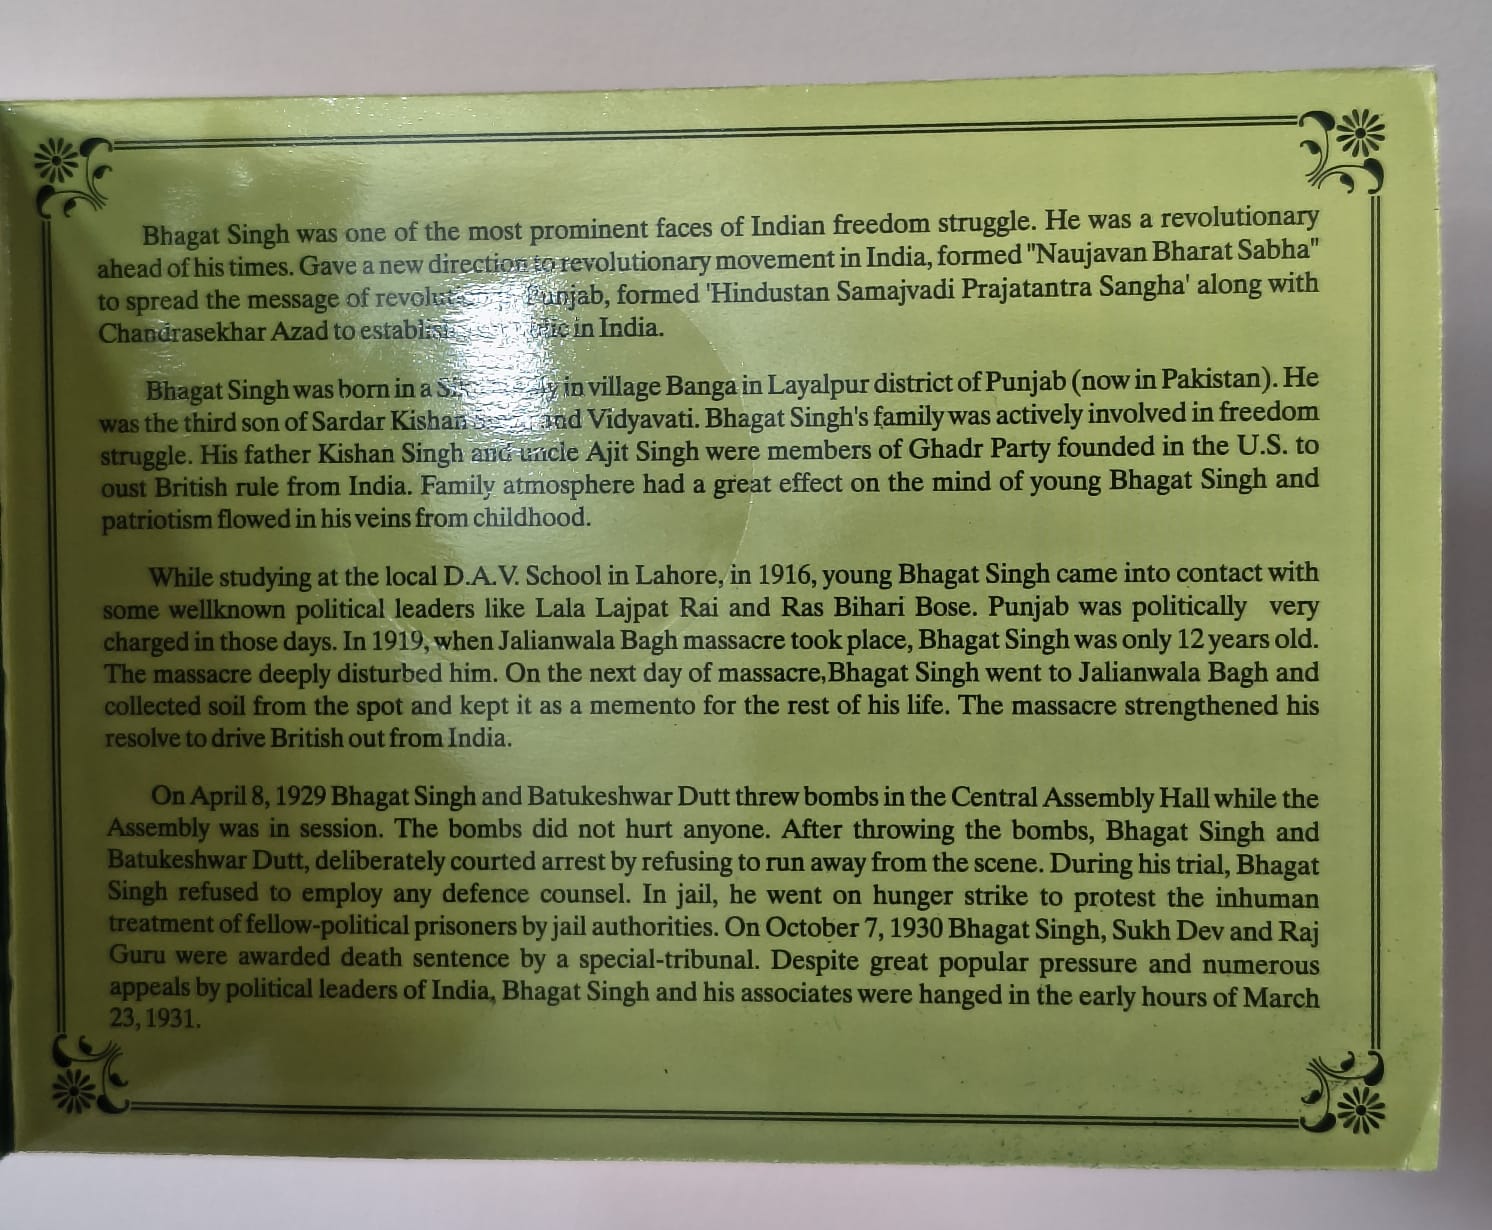 Bhagat Singh was one of the most prominent faces of Indian freedom struggle. He was a revolutionary
ahead of his times. Gave a new direction to revolutionary movement in India, formed "Naujavan Bharat Sabha"
to spread the message of Punjab, formed 'Hindustan Samajvadi Prajatantra Sangha' along with
Chandrasekhar Azad to in India.
Bhagat Singh was born in a in village Banga in Layalpur district of Punjab (now in Pakistan). He
was the third son of Sardar Kishan and Vidyavati. Bhagat Singh's family was actively involved in freedom
struggle. His father Kishan Singh and uncle Ajit Singh were members of Ghadr Party founded in the U.S. to
oust British rule from India. Family atmosphere had a great effect on the mind of young Bhagat Singh and
patriotism flowed in his veins from childhood.
While studying at the local D.A.V. School in Lahore, in 1916, young Bhagat Singh came into contact with
some wellknown political leaders like Lala Lajpat Rai and Ras Bihari Bose. Punjab was politically very
charged in those days. In 1919, when Jalianwala Bagh massacre took place, Bhagat Singh was only 12 years old.
The massacre deeply disturbed him. On the next day of massacre,Bhagat Singh went to Jalianwala Bagh and
collected soil from the spot and kept it as a memento for the rest of his life. The massacre strengthened his
resolve to drive British out from India.
On April 8, 1929 Bhagat Singh and Batukeshwar Dutt threw bombs in the Central Assembly Hall while the
Assembly was in session. The bombs did not hurt anyone. After throwing the bombs, Bhagat Singh and
Batukeshwar Dutt, deliberately courted arrest by refusing to run away from the scene. During his trial, Bhagat
Singh refused to employ any defence counsel. In jail, he went on hunger strike to protest the inhuman
treatment of fellow-political prisoners by jail authorities. On October 7, 1930 Bhagat Singh, Sukh Dev and Raj
Guru were awarded death sentence by a special-tribunal. Despite great popular pressure and numerous
appeals by political leaders of India, Bhagat Singh and his associates were hanged in the early hours of March
23, 1931.